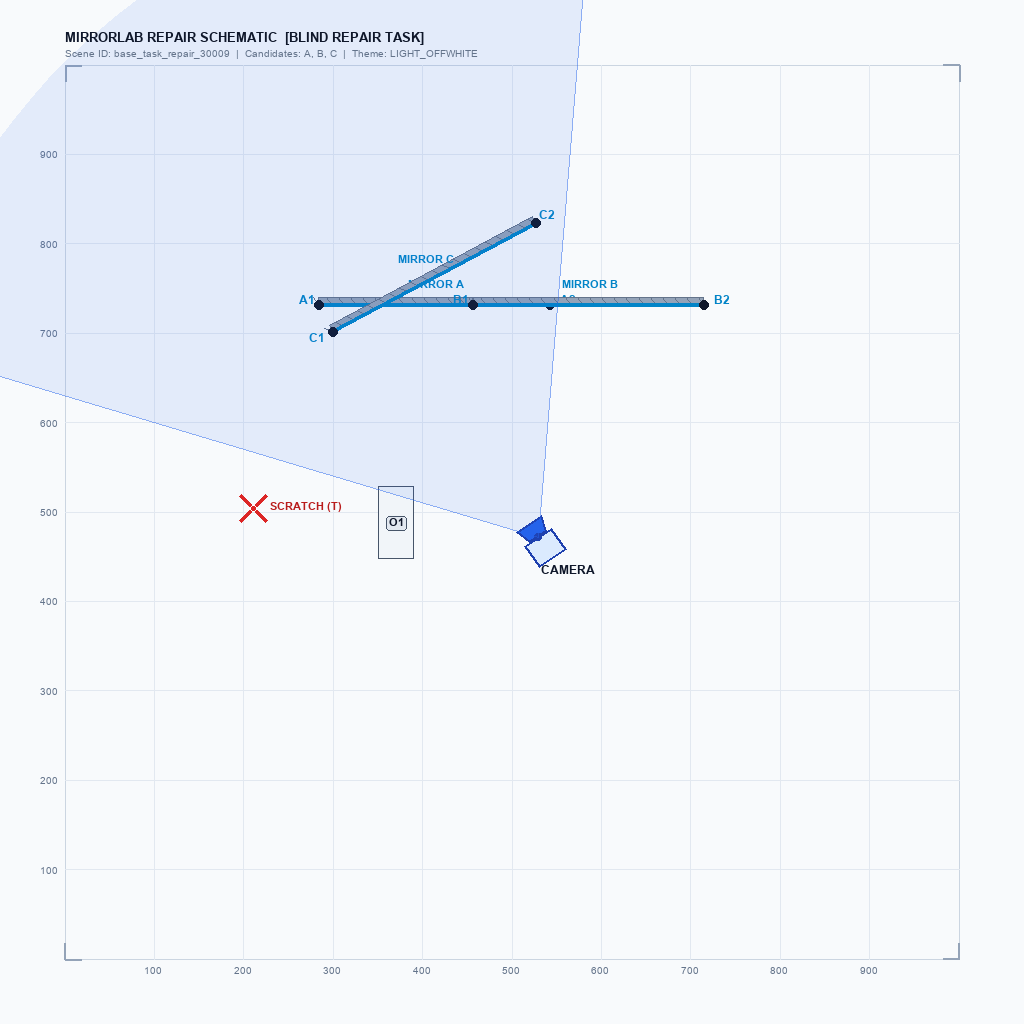 MIRRORLAB REPAIR SCHEMATIC [BLIND REPAIR TASK]
Scene ID: base_task_repair_30009 | Candidates: A, B, C | Theme: LIGHT_OFFWHITE
900
800
700
600
500
400
300
200
100
C2
MIRROR C
MIRROR B
A1
B1
B2
C1
SCRATCH (T)
O1
CAMERA
100
200
300
400
500
600
700
800
900